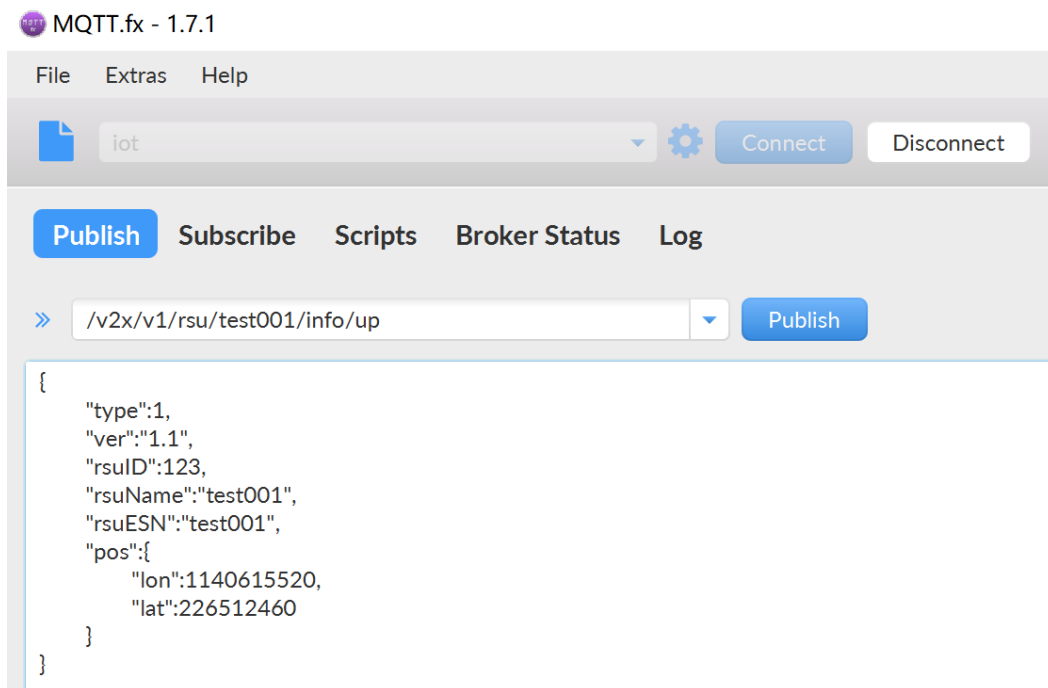 MQTT.fx - 1.7.1
File Extras Help
iot Connect Disconnect
Publish Subscribe Scripts Broker Status Log
/v2x/v1/rsu/test001/info/up Publish
{
"type":1,
"ver":"1.1",
"rsuID":123,
"rsuName":"test001",
"rsuESN":"test001",
"pos":{
"lon":1140615520,
"lat":226512460
}
}